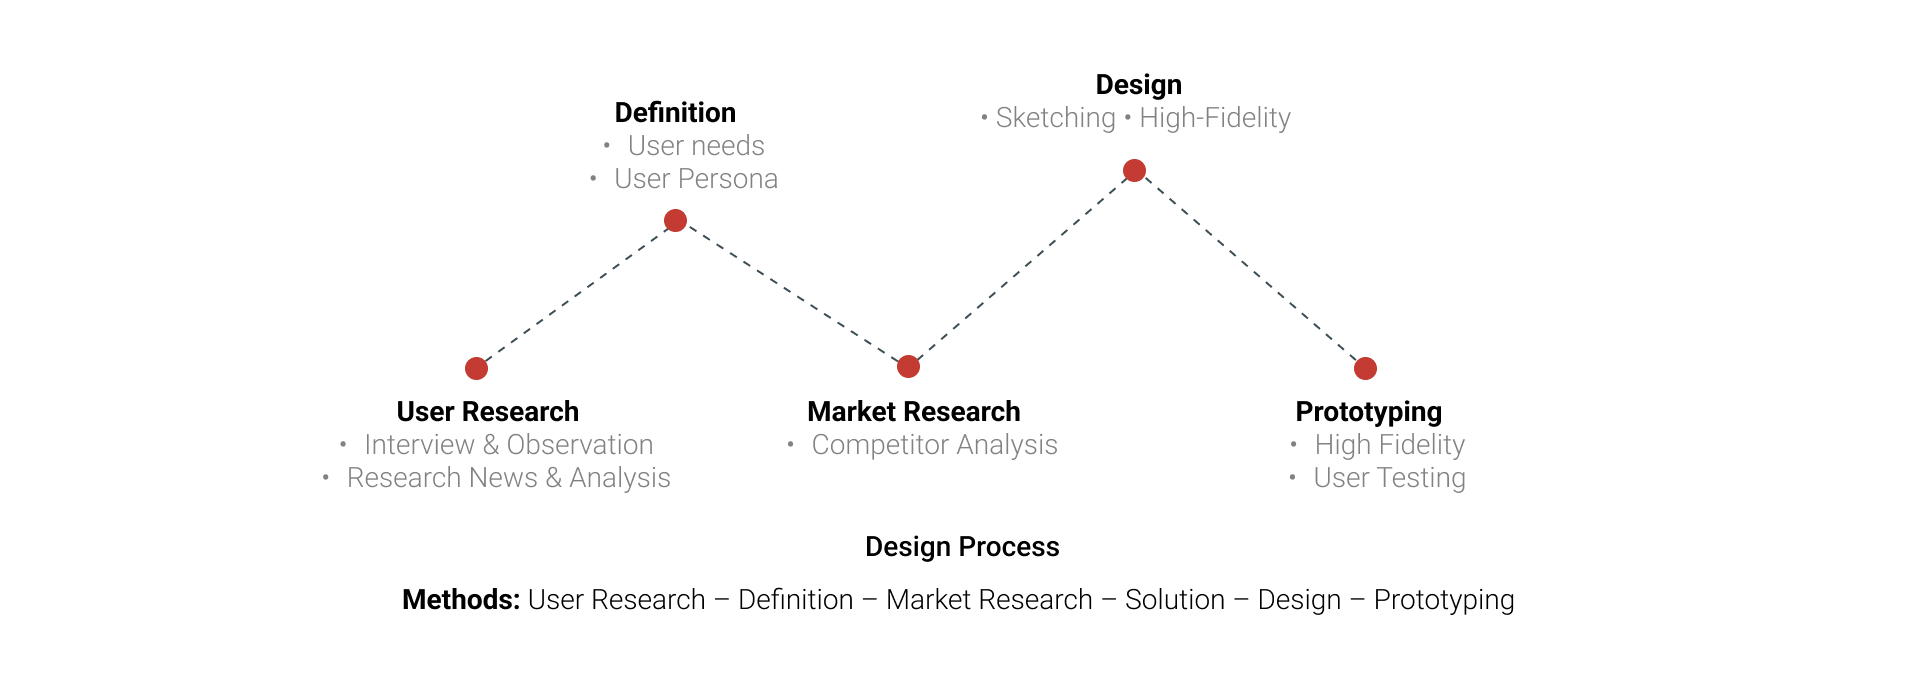 Definition
• User needs
• User Persona
Design
• Sketching • High-Fidelity
User Research
• Interview & Observation
• Research News & Analysis
Market Research
• Competitor Analysis
Prototyping
• High Fidelity
• User Testing
Design Process
Methods: User Research – Definition – Market Research – Solution – Design – Prototyping